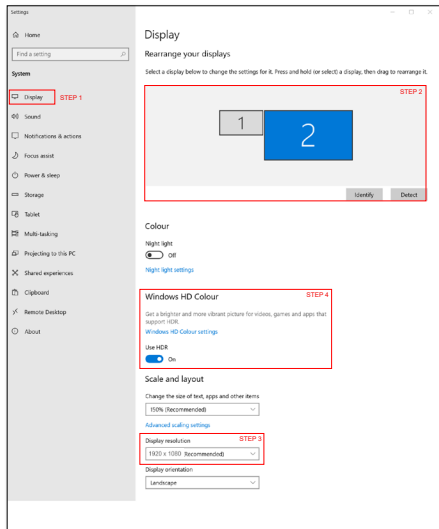 Settings
Home
Find a setting
System
Display
STEP 1
Sound
Notifications & actions
Focus assist
Power & sleep
Storage
Tablet
Multi-tasking
Projecting to this PC
Shared experiences
Clipboard
Remote Desktop
About
Display
Rearrange your displays
Select a display below to change the settings for it. Press and hold (or select) a display, then drag to rearrange it.
STEP 2
1
2
Identify
Detect
Colour
Night light
Off
Night light settings
Windows HD Colour
STEP 4
Get a brighter and more vibrant picture for videos, games and apps that
support HDR.
Windows HD Colour settings
Use HDR
On
Scale and layout
Change the size of text, apps and other items
150% (Recommended)
Advanced scaling settings
Display resolution
STEP 3
1920 x 1080 (Recommended)
Display orientation
Landscape